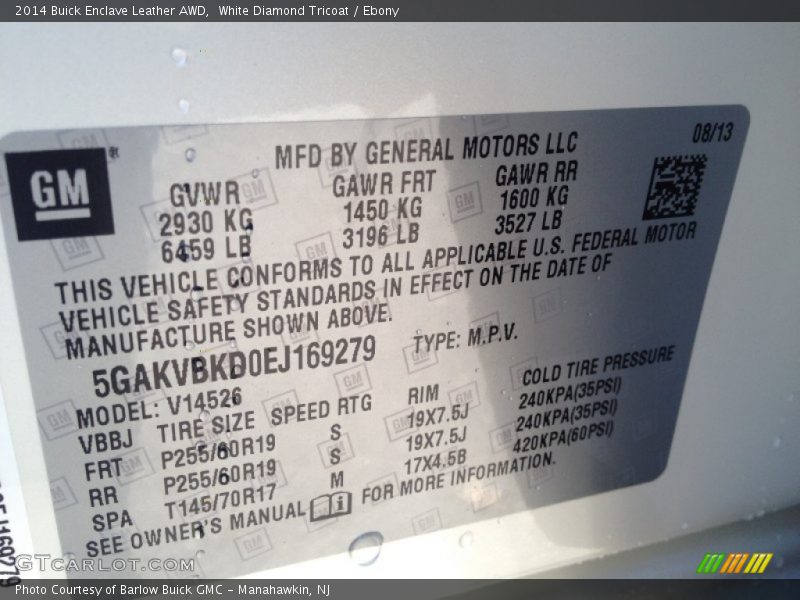 2014 Buick Enclave Leather AWD, White Diamond Tricoat / Ebony
08/13
GM
MFD BY GENERAL MOTORS LLC
GVWR GAWR FRT GAWR RR
2930 KG 1450 KG 1600 KG
6459 LB 3196 LB 3527 LB
THIS VEHICLE CONFORMS TO ALL APPLICABLE U.S. FEDERAL MOTOR
VEHICLE SAFETY STANDARDS IN EFFECT ON THE DATE OF
MANUFACTURE SHOWN ABOVE.
5GAKVBKD0EJ169279 TYPE: M.P.V.
MODEL: V14526
VBBJ TIRE SIZE SPEED RTG RIM COLD TIRE PRESSURE
FRT P255/60R19 S 19X7.5J 240KPA(35PSI)
RR P255/60R19 S 19X7.5J 240KPA(35PSI)
SPA T145/70R17 M 17X4.5B 420KPA(60PSI)
SEE OWNER'S MANUAL FOR MORE INFORMATION.
GTCarLot.com
Photo Courtesy of Barlow Buick GMC - Manahawkin, NJ